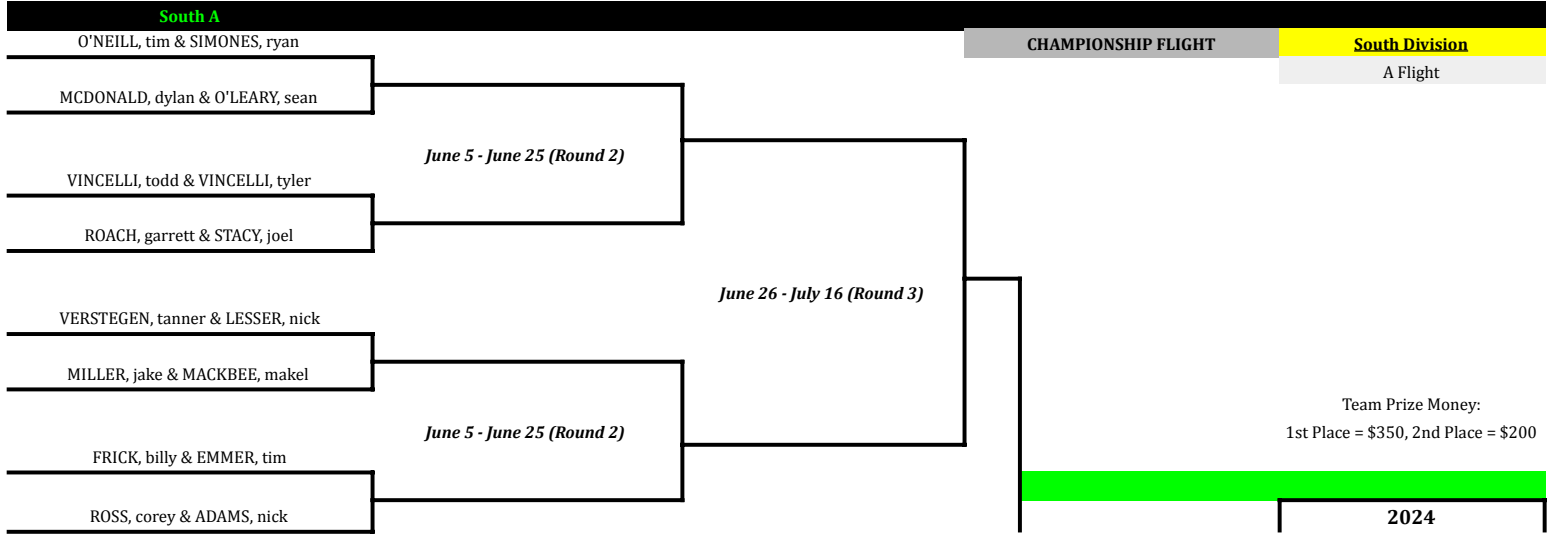 South A
O'NEILL, tim & SIMONES, ryan
CHAMPIONSHIP FLIGHT
South Division
A Flight
MCDONALD, dylan & O'LEARY, sean
June 5 - June 25 (Round 2)
VINCELLI, todd & VINCELLI, tyler
ROACH, garrett & STACY, joel
June 26 - July 16 (Round 3)
VERSTEGEN, tanner & LESSER, nick
MILLER, jake & MACKBEE, makel
Team Prize Money:
June 5 - June 25 (Round 2)
1st Place = $350, 2nd Place = $200
FRICK, billy & EMMER, tim
ROSS, corey & ADAMS, nick
2024